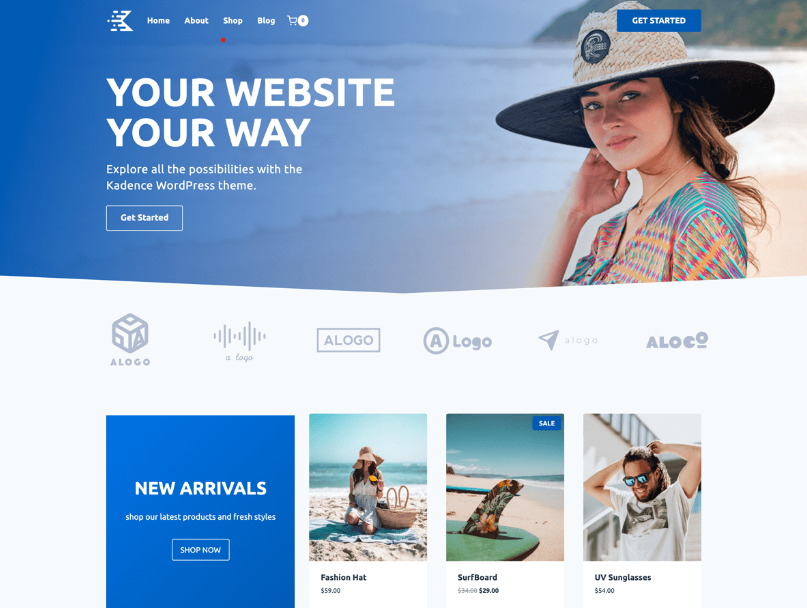 Home About Shop Blog 0 GET STARTED
YOUR WEBSITE
YOUR WAY
Explore all the possibilities with the
Kadence WordPress theme.
Get Started
ALOGO
a logo
ALOGO
A Logo
alogo
ALOGO
NEW ARRIVALS
shop our latest products and fresh styles
SHOP NOW
SALE
Fashion Hat
$59.00
SurfBoard
$34.00 $29.00
UV Sunglasses
$54.00